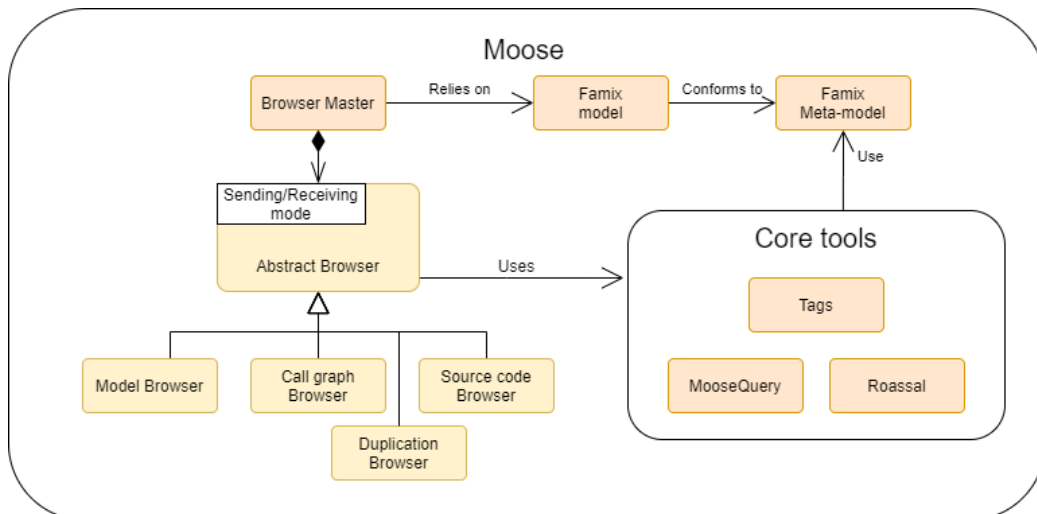 Moose
Browser Master
Relies on
Famix
model
Conforms to
Famix
Meta-model
Use
Sending/Receiving
mode
Abstract Browser
Uses
Core tools
Tags
MooseQuery
Roassal
Model Browser
Call graph
Browser
Source code
Browser
Duplication
Browser